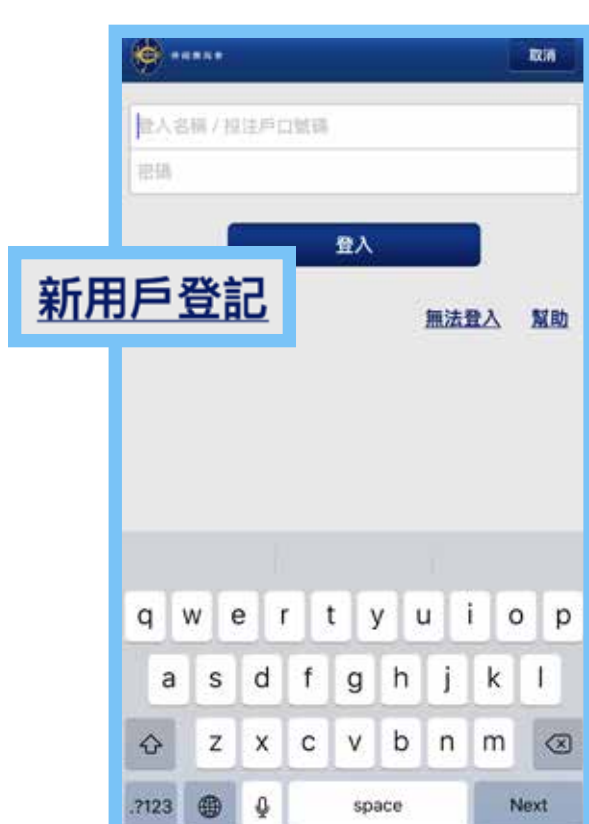 取消
登入名稱 / 投注戶口號碼
密碼
登入
新用戶登記
無法登入 幫助
q w e r t y u i o p
a s d f g h j k l
z x c v b n m
.?123 space Next